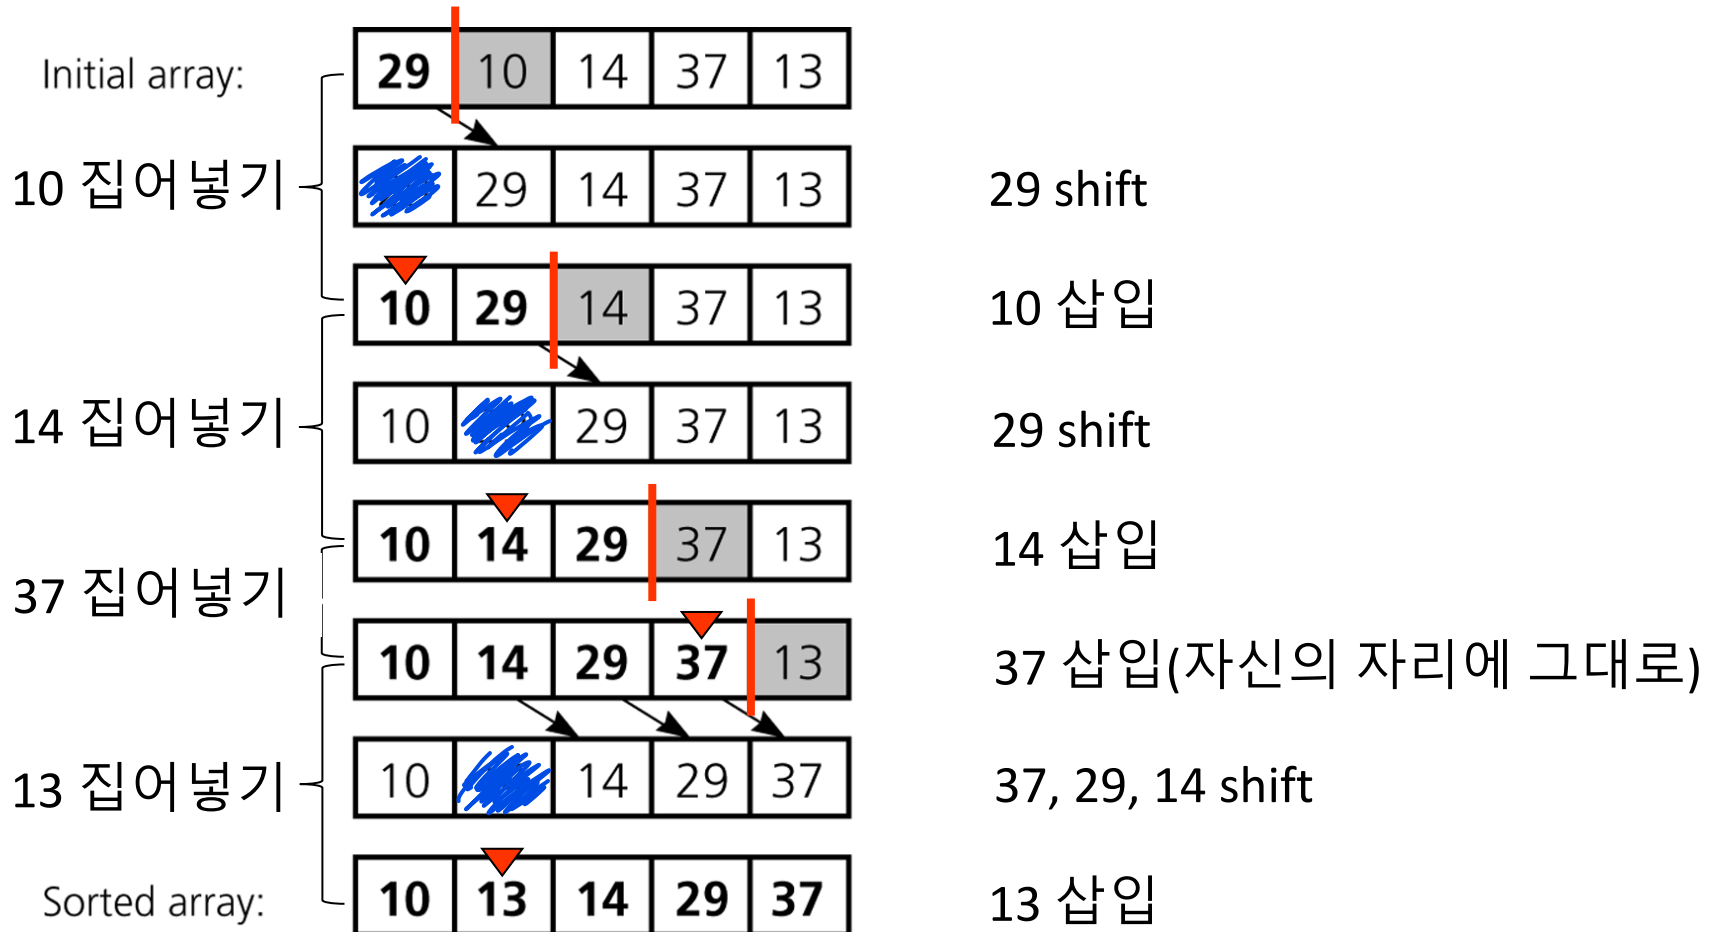 Initial array: 29 10 14 37 13
10 집어넣기 29 14 37 13 29 shift
10 29 14 37 13 10 삽입
14 집어넣기 10 29 37 13 29 shift
10 14 29 37 13 14 삽입
37 집어넣기
10 14 29 37 13 37 삽입(자신의 자리에 그대로)
13 집어넣기 10 14 29 37 37, 29, 14 shift
Sorted array: 10 13 14 29 37 13 삽입